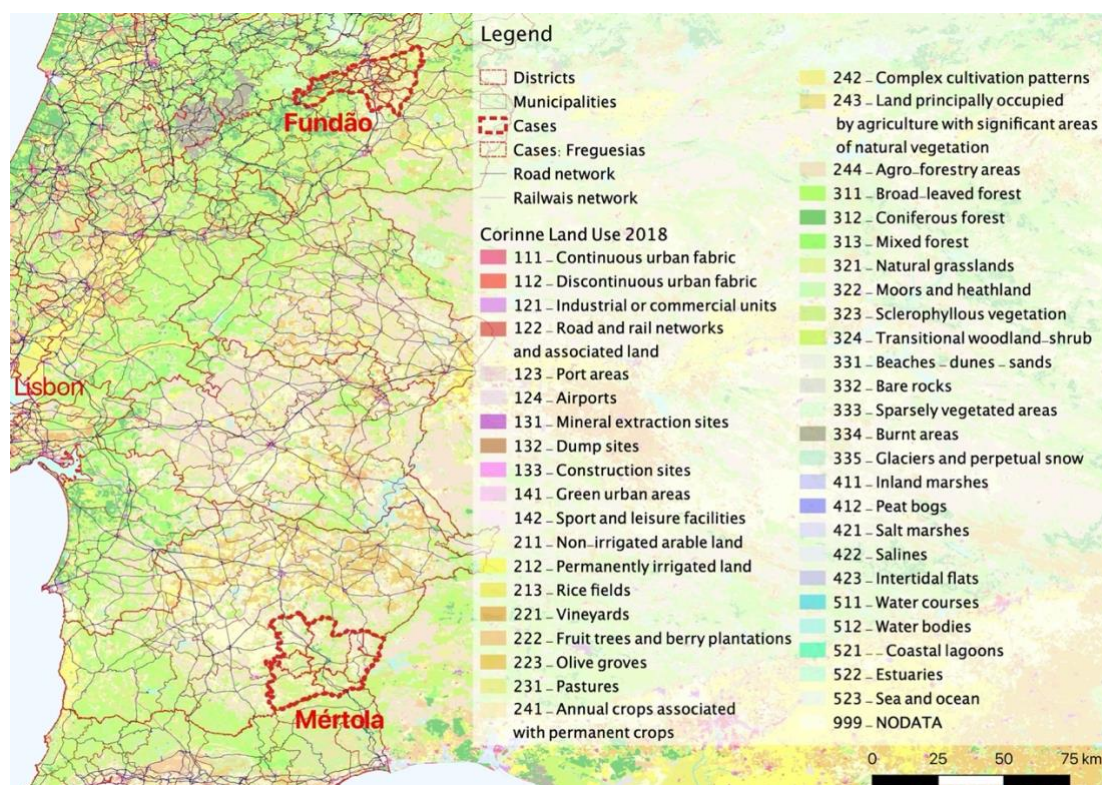 Fundão
Lisbon
Mértola
Legend
Districts
Municipalities
Cases
Cases: Freguesias
Road network
Railwais network
Corinne Land Use 2018
111 – Continuous urban fabric
112 – Discontinuous urban fabric
121 – Industrial or commercial units
122 – Road and rail networks
and associated land
123 – Port areas
124 – Airports
131 – Mineral extraction sites
132 – Dump sites
133 – Construction sites
141 – Green urban areas
142 – Sport and leisure facilities
211 – Non–irrigated arable land
212 – Permanently irrigated land
213 – Rice fields
221 – Vineyards
222 – Fruit trees and berry plantations
223 – Olive groves
231 – Pastures
241 – Annual crops associated
with permanent crops
242 – Complex cultivation patterns
243 – Land principally occupied
by agriculture with significant areas
of natural vegetation
244 – Agro–forestry areas
311 – Broad–leaved forest
312 – Coniferous forest
313 – Mixed forest
321 – Natural grasslands
322 – Moors and heathland
323 – Sclerophyllous vegetation
324 – Transitional woodland–shrub
331 – Beaches – dunes – sands
332 – Bare rocks
333 – Sparsely vegetated areas
334 – Burnt areas
335 – Glaciers and perpetual snow
411 – Inland marshes
412 – Peat bogs
421 – Salt marshes
422 – Salines
423 – Intertidal flats
511 – Water courses
512 – Water bodies
521 – – Coastal lagoons
522 – Estuaries
523 – Sea and ocean
999 – NODATA
0 25 50 75 km